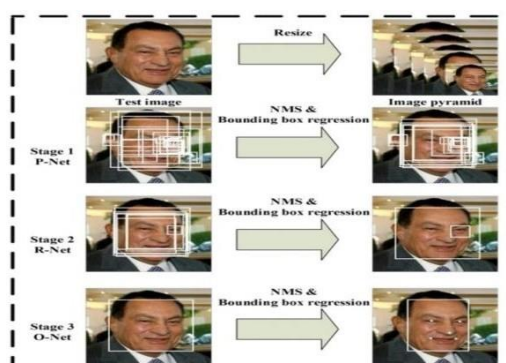 Resize
Test image
Image pyramid
Stage 1
P-Net
NMS &
Bounding box regression
Stage 2
R-Net
NMS &
Bounding box regression
Stage 3
O-Net
NMS &
Bounding box regression